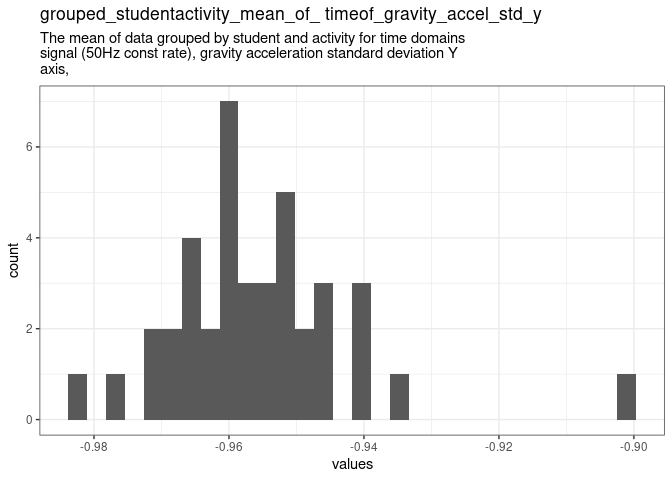 grouped_studentactivity_mean_of_ timeof_gravity_accel_std_y
The mean of data grouped by student and activity for time domains
signal (50Hz const rate), gravity acceleration standard deviation Y
axis,
6
4
2
0
count
-0.98 -0.96 -0.94 -0.92 -0.90
values